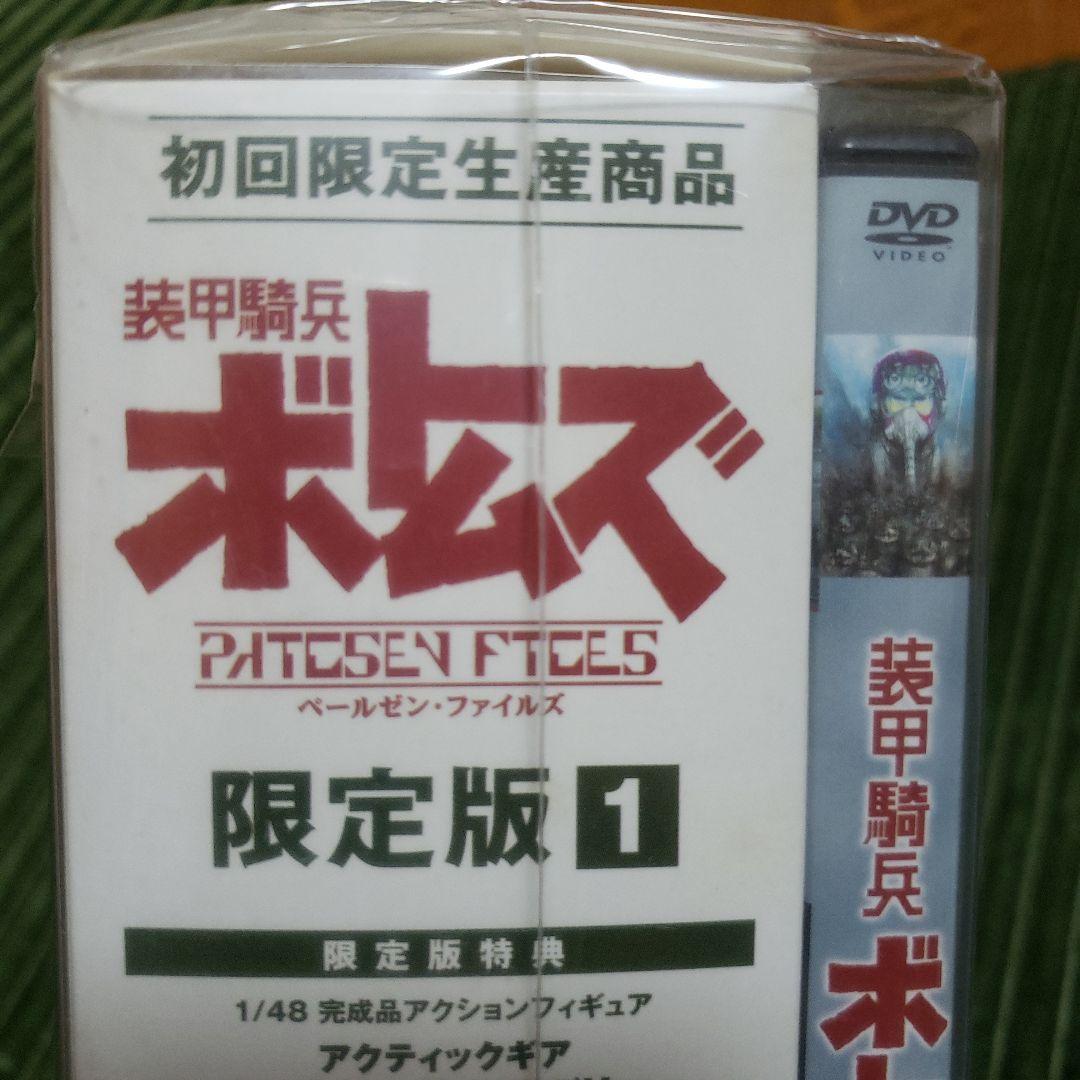 初回限定生産商品
装甲騎兵
ボトムズ
PAILSEN FILES
ペールゼン・ファイルズ
限定版 1
限定版特典
1/48 完成品アクションフィギュア
アクティックギア
DVD
VIDEO
装甲騎兵
ボ